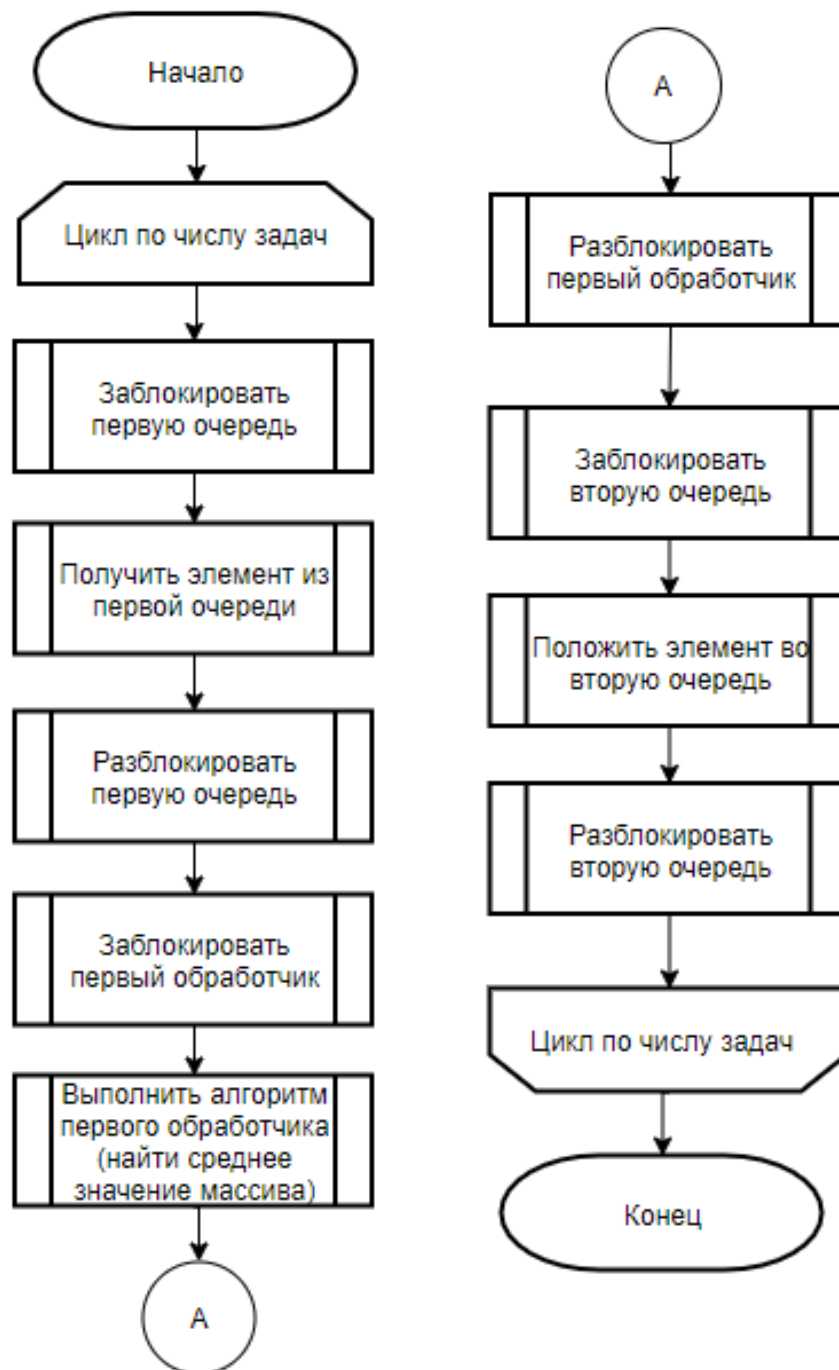 Начало
Цикл по числу задач
Заблокировать
первую очередь
Получить элемент из
первой очереди
Разблокировать
первую очередь
Заблокировать
первый обработчик
Выполнить алгоритм
первого обработчика
(найти среднее
значение массива)
А
А
Разблокировать
первый обработчик
Заблокировать
вторую очередь
Положить элемент во
вторую очередь
Разблокировать
вторую очередь
Цикл по числу задач
Конец